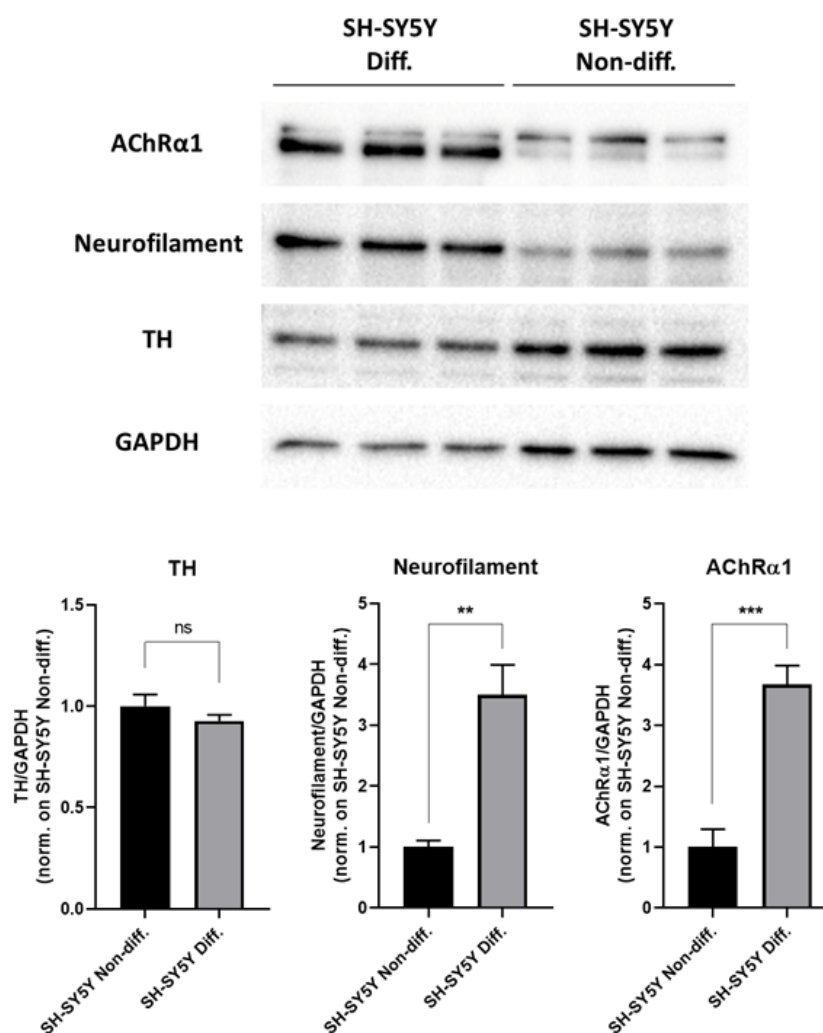 SH-SY5Y
Diff.
SH-SY5Y
Non-diff.
AChRα1
Neurofilament
TH
GAPDH
TH
TH/GAPDH
(norm. on SH-SY5Y Non-diff.)
1.5
1.0
0.5
0.0
ns
SH-SY5Y Non-diff.
SH-SY5Y Diff.
Neurofilament
Neurofilament/GAPDH
(norm. on SH-SY5Y Non-diff.)
5
4
3
2
1
0
**
SH-SY5Y Non-diff.
SH-SY5Y Diff.
AChRα1
AChRα1/GAPDH
(norm. on SH-SY5Y Non-diff.)
5
4
3
2
1
0
***
SH-SY5Y Non-diff.
SH-SY5Y Diff.